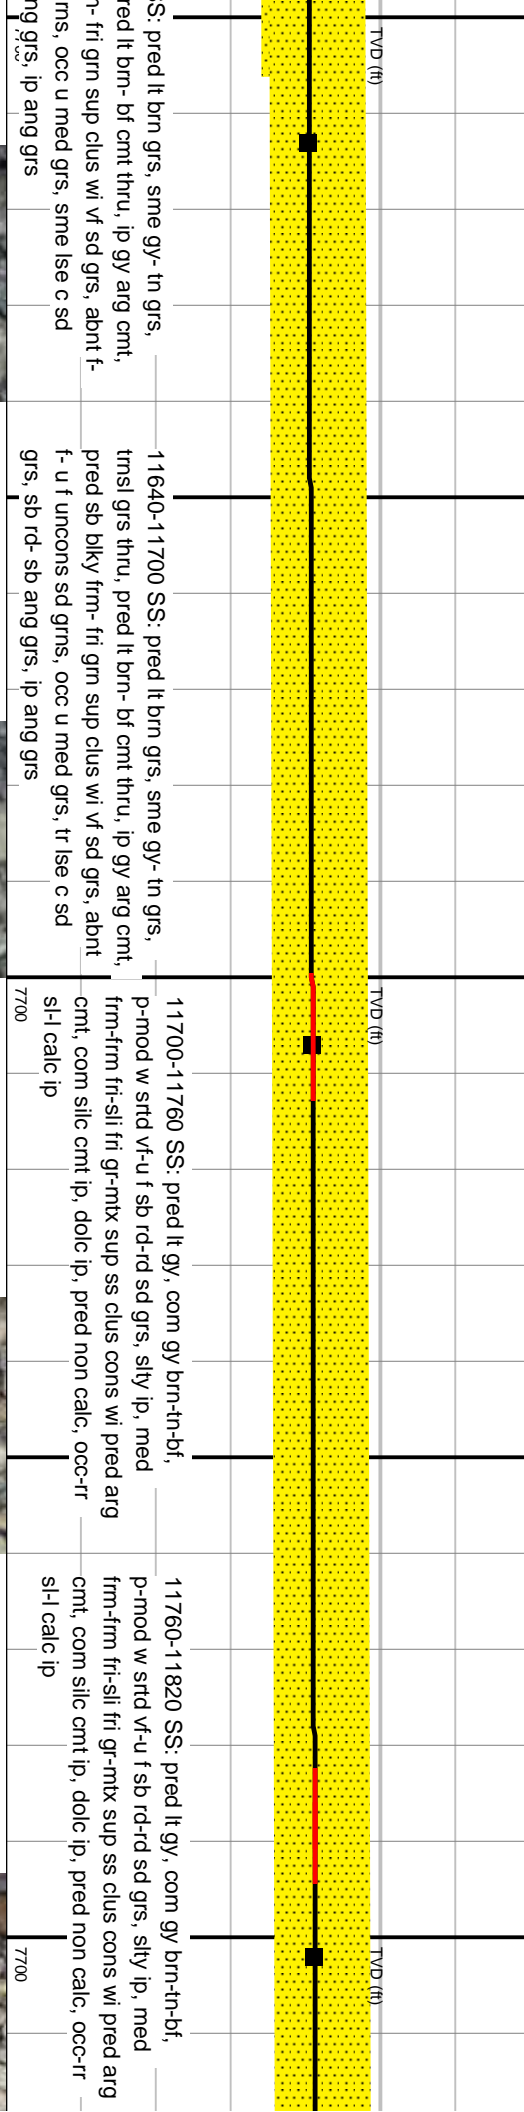 TVD (ft)
SS: pred lt brn grs, sme gy- tn grs,
red lt brn- bf cmt thru, ip gy arg cmt,
n- fri grn sup clus wi vf sd grs, abnt f-
rns, occ u med grs, sme lse c sd
ng grs, ip ang grs
11640-11700 SS: pred lt brn grs, sme gy- tn grs,
trnsl grs thru, pred lt brn- bf cmt thru, ip gy arg cmt,
pred sb blky frm- fri grn sup clus wi vf sd grs, abnt
f- u f uncons sd grns, occ u med grs, tr lse c sd
grs, sb rd- sb ang grs, ip ang grs
TVD (ft)
7700
11700-11760 SS: pred lt gy, com gy brn-tn-bf,
p-mod w srtd vf-u f sb rd-rd sd grs, slty ip, med
frm-frm fri-sli fri gr-mtx sup ss clus cons wi pred arg
cmt, com silc cmt ip, dolc ip, pred non calc, occ-rr
sl-l calc ip
11760-11820 SS: pred lt gy, com gy brn-tn-bf,
p-mod w srtd vf-u f sb rd-rd sd grs, slty ip, med
frm-frm fri-sli fri gr-mtx sup ss clus cons wi pred arg
cmt, com silc cmt ip, dolc ip, pred non calc, occ-rr
sl-l calc ip
TVD (ft)
7700